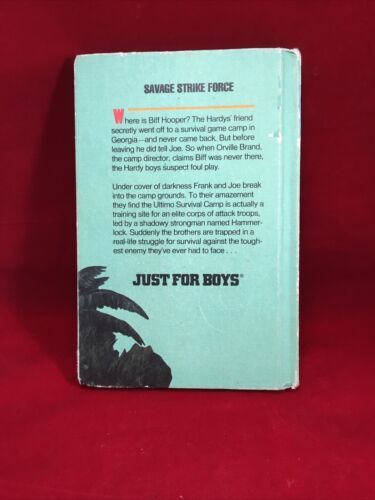 SAVAGE STRIKE FORCE
Where is Biff Hooper? The Hardys' friend
secretly went off to a survival game camp in
Georgia—and never came back. But before
leaving he did tell Joe. So when Orville Brand,
the camp director, claims Biff was never there,
the Hardy boys suspect foul play.
Under cover of darkness Frank and Joe break
into the camp grounds. To their amazement
they find the Ultimo Survival Camp is actually a
training site for an elite corps of attack troops,
led by a shadowy strongman named Hammer-
lock. Suddenly the brothers are trapped in a
real-life struggle for survival against the tough-
est enemy they've ever had to face . . .
JUST FOR BOYS®